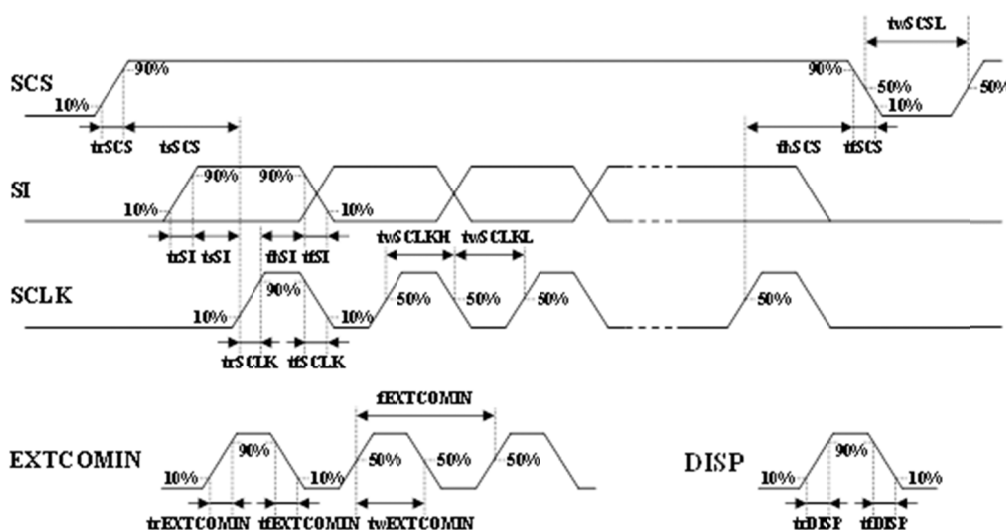 twSCSL
SCS 90% 90% 50% 50%
10% 10%
trSCS tsSCS thSCS tfSCS
SI 90% 90%
10% 10%
trSI tsSI thSI tfSI twSCLKH twSCLKL
SCLK 90% 50% 50% 50% 50%
10% 10%
trSCLK tfSCLK
fEXTCOMIN
EXTCOMIN 90% 50% 50% 50% DISP 90%
10% 10% 10% 10%
trEXTCOMIN tfEXTCOMIN twEXTCOMIN trDISP tfDISP